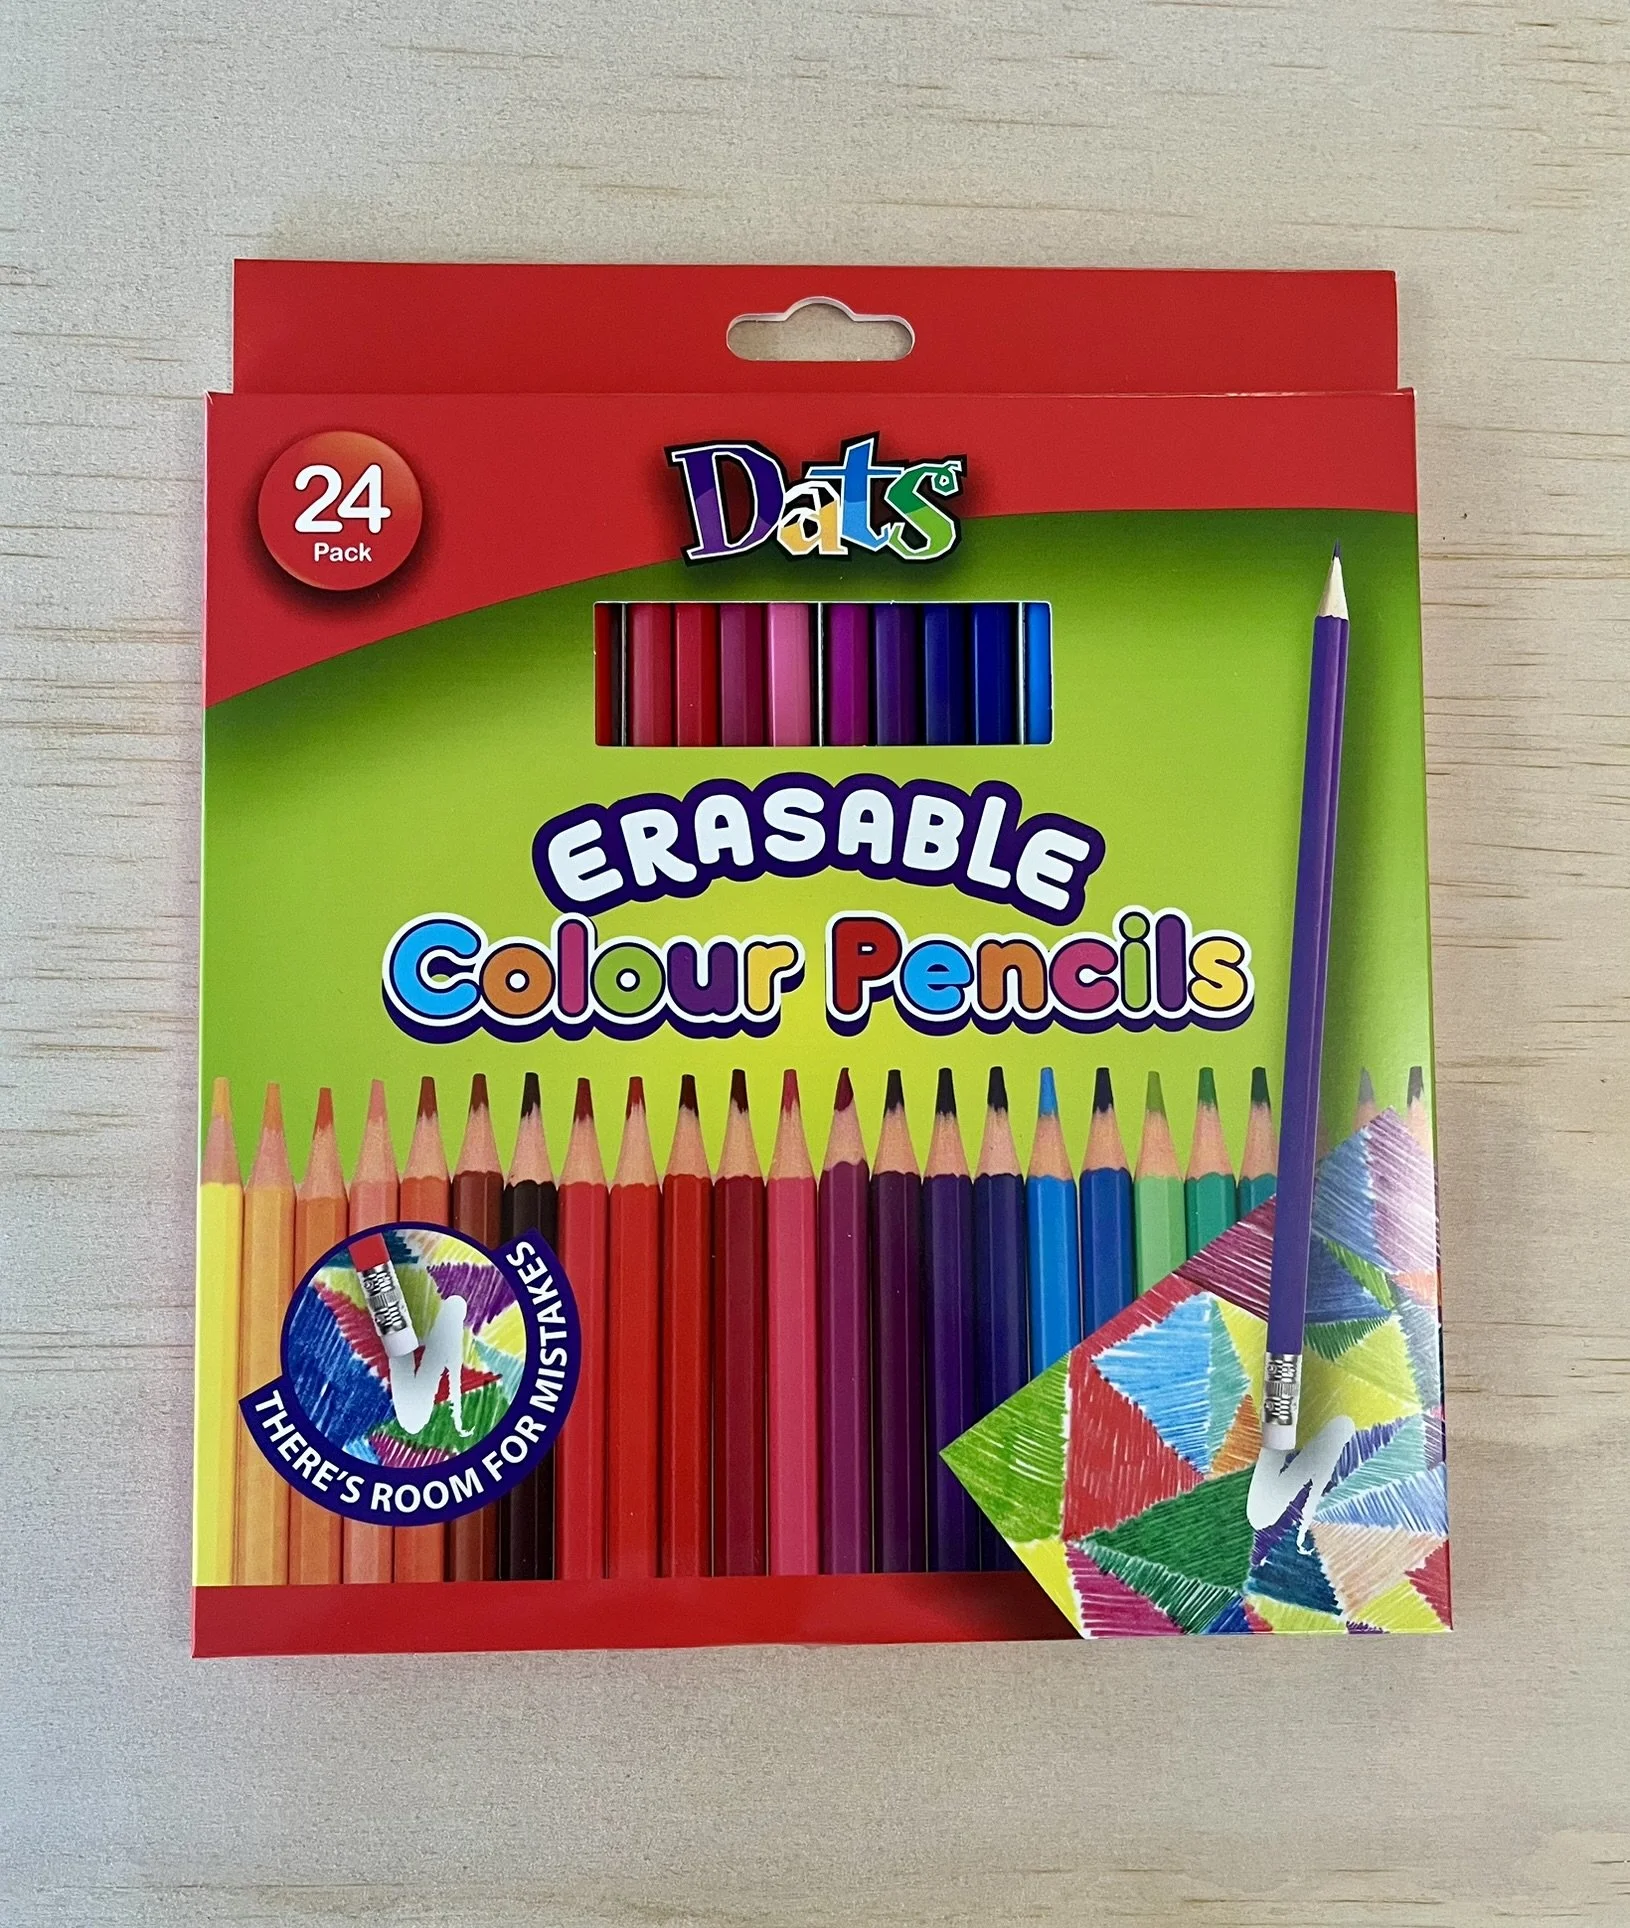 24
Pack
Dats
ERASABLE
Colour Pencils
THERE'S ROOM FOR MISTAKES